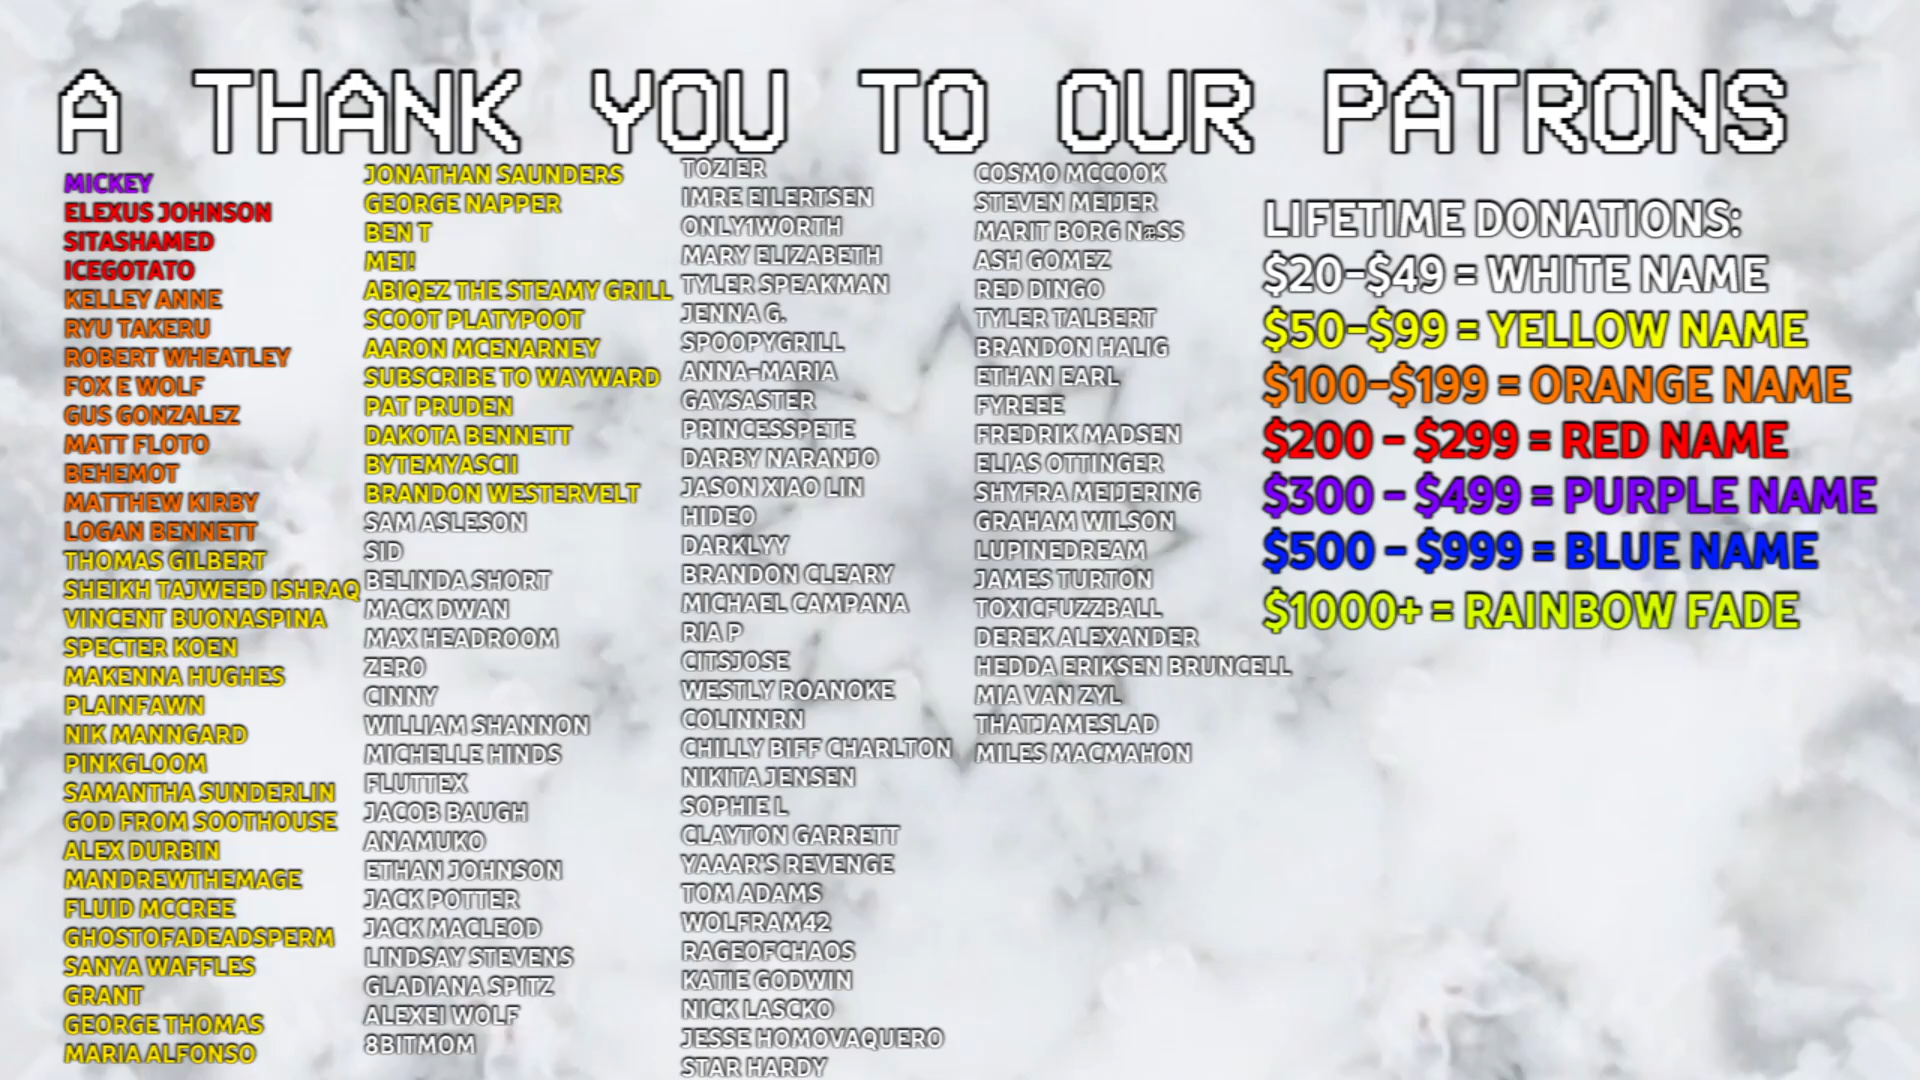 A THANK YOU TO OUR PATRONS
MICKEY
ELEXUS JOHNSON
SITASHAMED
ICEGOTATO
KELLEY ANNE
RYU TAKERU
ROBERT WHEATLEY
FOX E WOLF
GUS GONZALEZ
MATT FLOTO
BEHEMOT
MATTHEW KIRBY
LOGAN BENNETT
THOMAS GILBERT
SHEIKH TAJWEED ISHRAQ
VINCENT BUONASPINA
SPECTER KOEN
MAKENNA HUGHES
PLAINFAWN
NIK MANNGARD
PINKGLOOM
SAMANTHA SUNDERLIN
GOD FROM SOOTHOUSE
ALEX DURBIN
MANDREWTHEMAGE
FLUID MCCREE
GHOSTOFADEADSPERM
SANYA WAFFLES
GRANT
GEORGE THOMAS
MARIA ALFONSO
JONATHAN SAUNDERS
GEORGE NAPPER
BEN T
MEI!
ABIQEZ THE STEAMY GRILL
SCOOT PLATYPOOT
AARON MCENARNEY
SUBSCRIBE TO WAYWARD
PAT PRUDEN
DAKOTA BENNETT
BYTEMYASCII
BRANDON WESTERVELT
SAM ASLESON
SID
BELINDA SHORT
MACK DWAN
MAX HEADROOM
ZERO
CINNY
WILLIAM SHANNON
MICHELLE HINDS
FLUTTEX
JACOB BAUGH
ANAMUKO
ETHAN JOHNSON
JACK POTTER
JACK MACLEOD
LINDSAY STEVENS
GLADIANA SPITZ
ALEXEI WOLF
8BITMOM
TOZIER
IMRE EILERTSEN
ONLY1WORTH
MARY ELIZABETH
TYLER SPEAKMAN
JENNA G.
SPOOPYGRILL
ANNA-MARIA
GAYSASTER
PRINCESSPETE
DARBY NARANJO
JASON XIAO LIN
HIDEO
DARKLYY
BRANDON CLEARY
MICHAEL CAMPANA
RIA P
CITSJOSE
WESTLY ROANOKE
COLINNRN
CHILLY BIFF CHARLTON
NIKITA JENSEN
SOPHIE L
CLAYTON GARRETT
YAAAR'S REVENGE
TOM ADAMS
WOLFRAM42
RAGEOFCHAOS
KATIE GODWIN
NICK LASCKO
JESSE HOMOVAQUERO
STAR HARDY
COSMO MCCOOK
STEVEN MEIJER
MARIT BORG NæSS
ASH GOMEZ
RED DINGO
TYLER TALBERT
BRANDON HALIG
ETHAN EARL
FYREEE
FREDRIK MADSEN
ELIAS OTTINGER
SHYFRA MEIJERING
GRAHAM WILSON
LUPINEDREAM
JAMES TURTON
TOXICFUZZBALL
DEREK ALEXANDER
HEDDA ERIKSEN BRUNCELL
MIA VAN ZYL
THATJAMESLAD
MILES MACMAHON
LIFETIME DONATIONS:
$20-$49 = WHITE NAME
$50-$99 = YELLOW NAME
$100-$199 = ORANGE NAME
$200 - $299 = RED NAME
$300 - $499 = PURPLE NAME
$500 - $999 = BLUE NAME
$1000+ = RAINBOW FADE